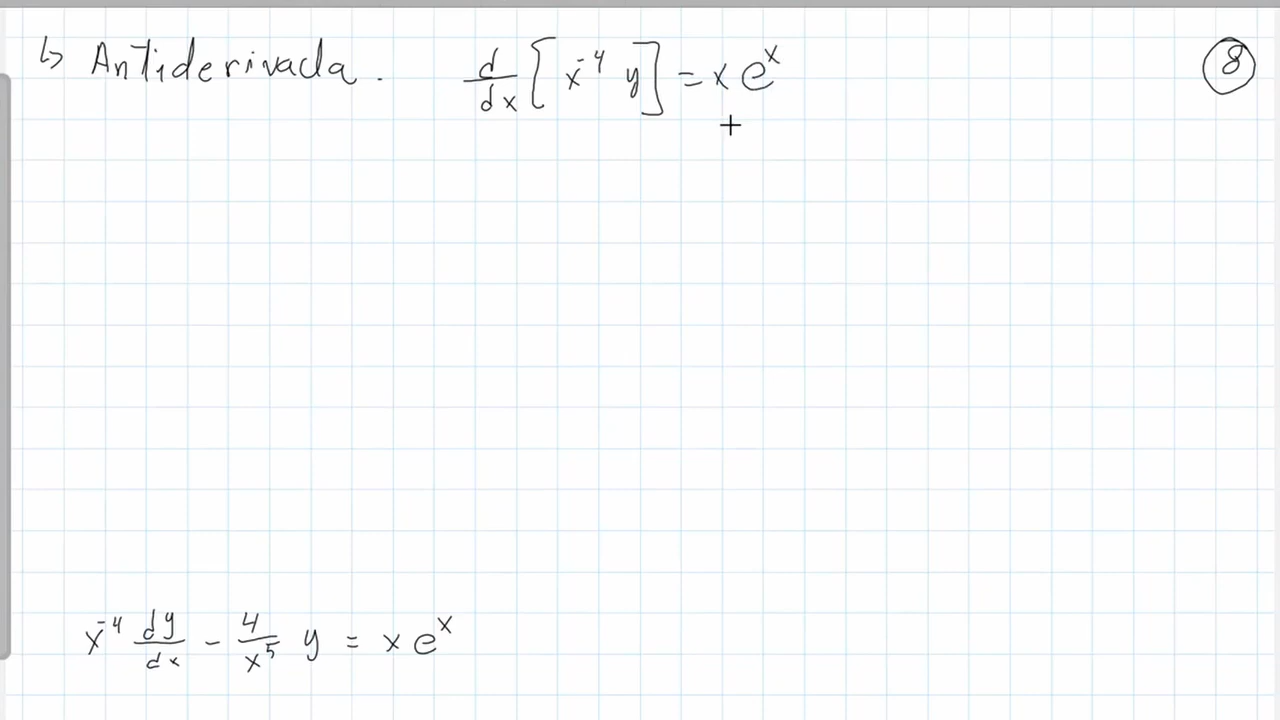 ↳ Antiderivada. d/dx [x⁻⁴ y] = x eˣ
⑧
x⁻⁴ dy/dx - 4/x⁵ y = x eˣ